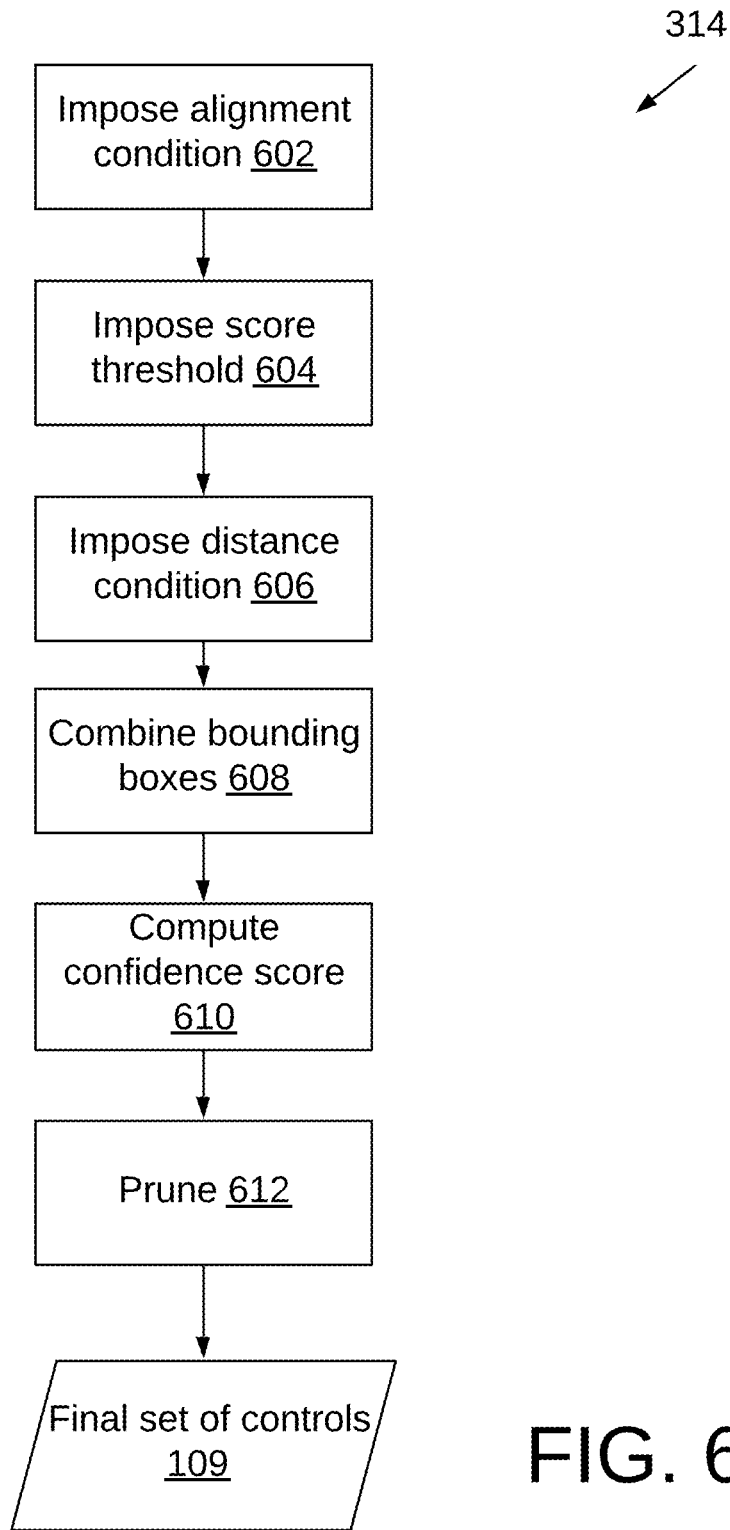 314
Impose alignment
condition 602
Impose score
threshold 604
Impose distance
condition 606
Combine bounding
boxes 608
Compute
confidence score
610
Prune 612
Final set of controls
109
FIG. 6